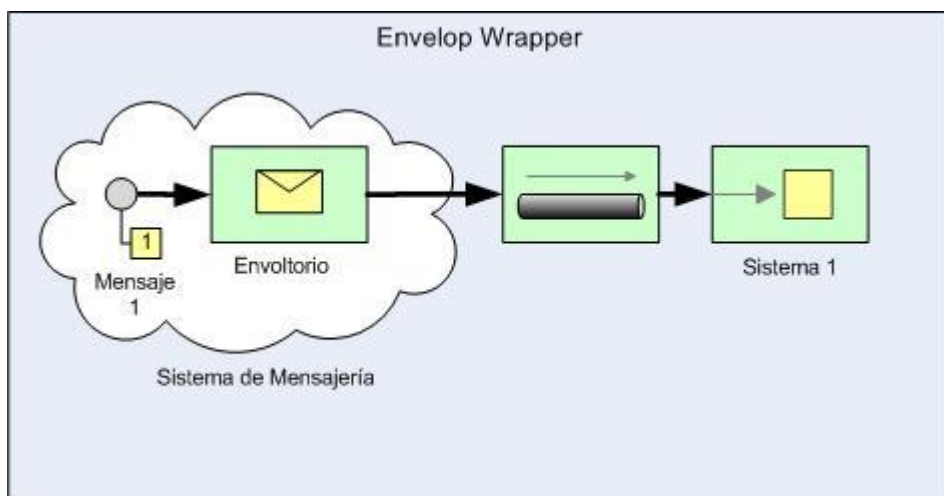 Envelop Wrapper
1
Mensaje
1
Envoltorio
Sistema 1
Sistema de Mensajería